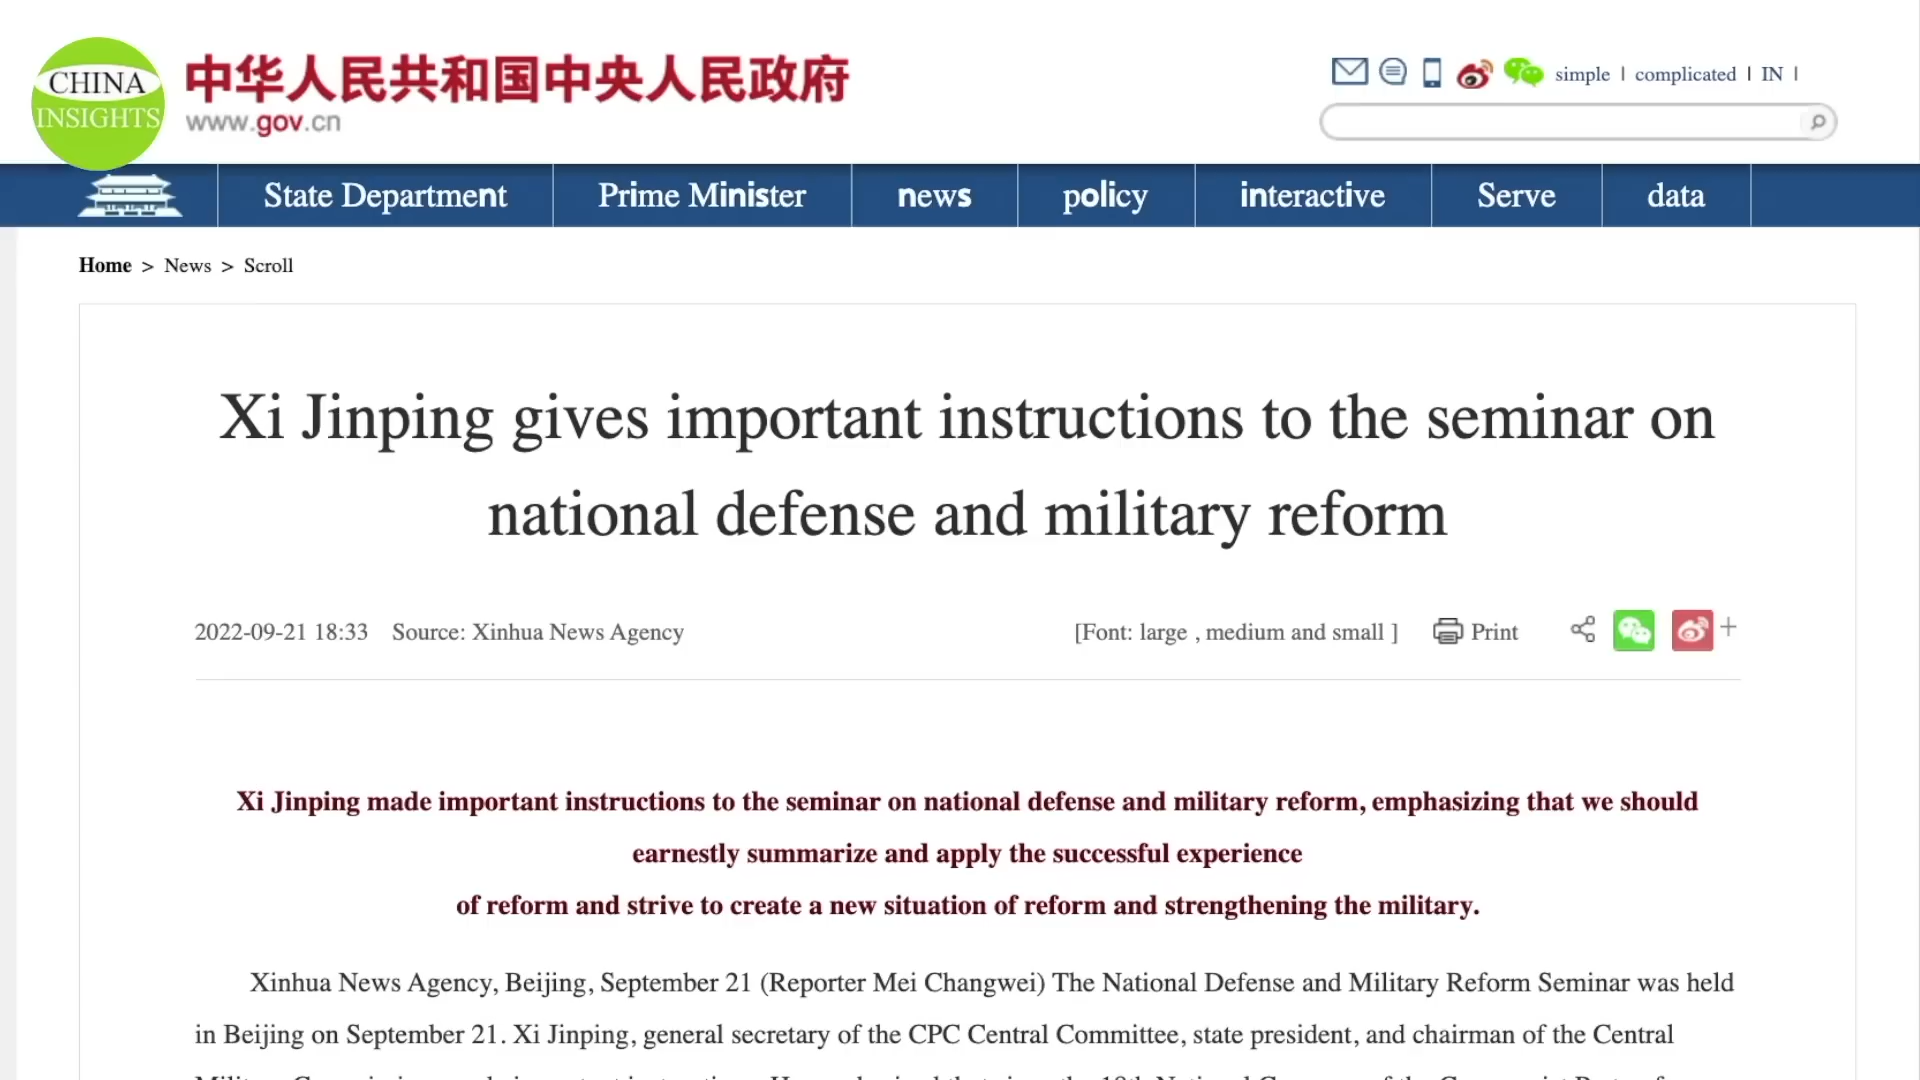 CHINA
INSIGHTS
中华人民共和国中央人民政府
www.gov.cn
simple | complicated | IN |
State Department
Prime Minister
news
policy
interactive
Serve
data
Home > News > Scroll
Xi Jinping gives important instructions to the seminar on
national defense and military reform
2022-09-21 18:33 Source: Xinhua News Agency
[Font: large , medium and small ] Print
Xi Jinping made important instructions to the seminar on national defense and military reform, emphasizing that we should
earnestly summarize and apply the successful experience
of reform and strive to create a new situation of reform and strengthening the military.
Xinhua News Agency, Beijing, September 21 (Reporter Mei Changwei) The National Defense and Military Reform Seminar was held
in Beijing on September 21. Xi Jinping, general secretary of the CPC Central Committee, state president, and chairman of the Central